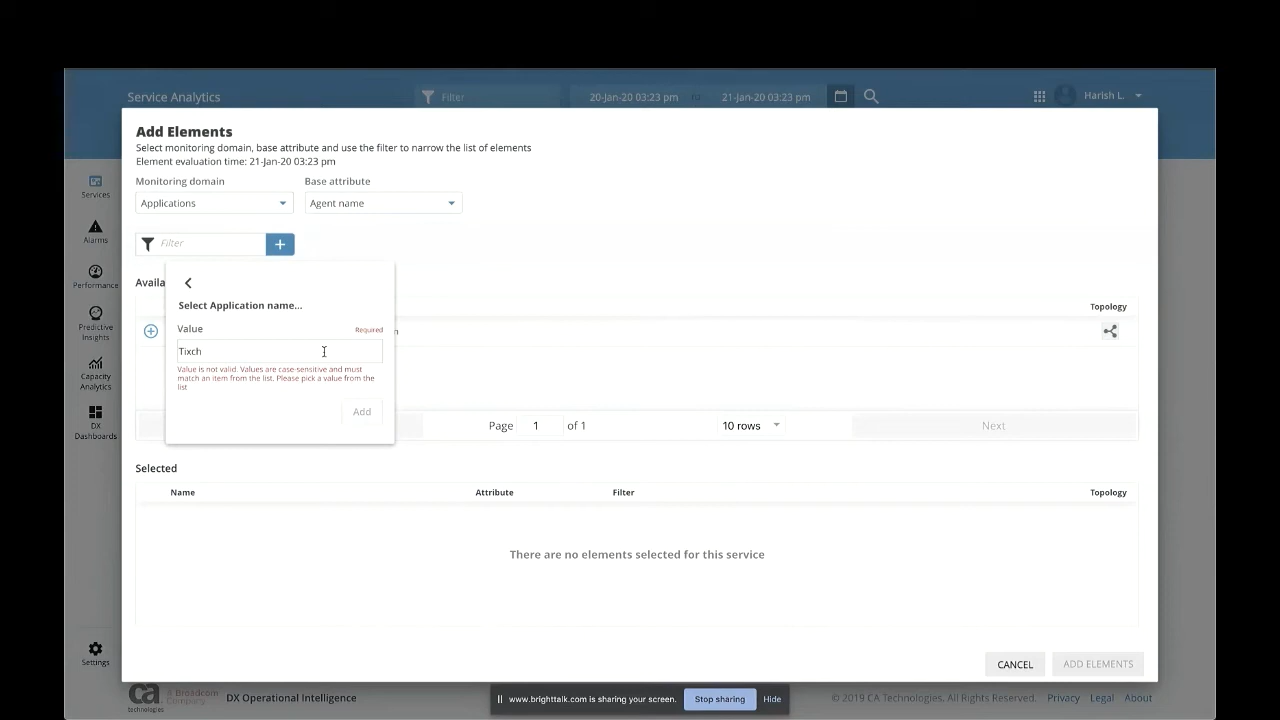 Service Analytics
Filter
20-Jan-20 03:23 pm
to
21-Jan-20 03:23 pm
Harish L.
Add Elements
Select monitoring domain, base attribute and use the filter to narrow the list of elements
Element evaluation time: 21-Jan-20 03:23 pm
Monitoring domain
Base attribute
Applications
Agent name
Filter
+
Availa
Select Application name...
Value
Required
Tixch
Value is not valid. Values are case-sensitive and must
match an item from the list. Please pick a value from the
list
Add
Topology
n
Page
1
of 1
10 rows
Next
Selected
Name
Attribute
Filter
Topology
There are no elements selected for this service
CANCEL
ADD ELEMENTS
Services
Alarms
Performance
Predictive
Insights
Capacity
Analytics
DX
Dashboards
Settings
ca
technologies
A Broadcom
Company
DX Operational Intelligence
www.brighttalk.com is sharing your screen.
Stop sharing
Hide
© 2019 CA Technologies. All Rights Reserved.
Privacy
Legal
About